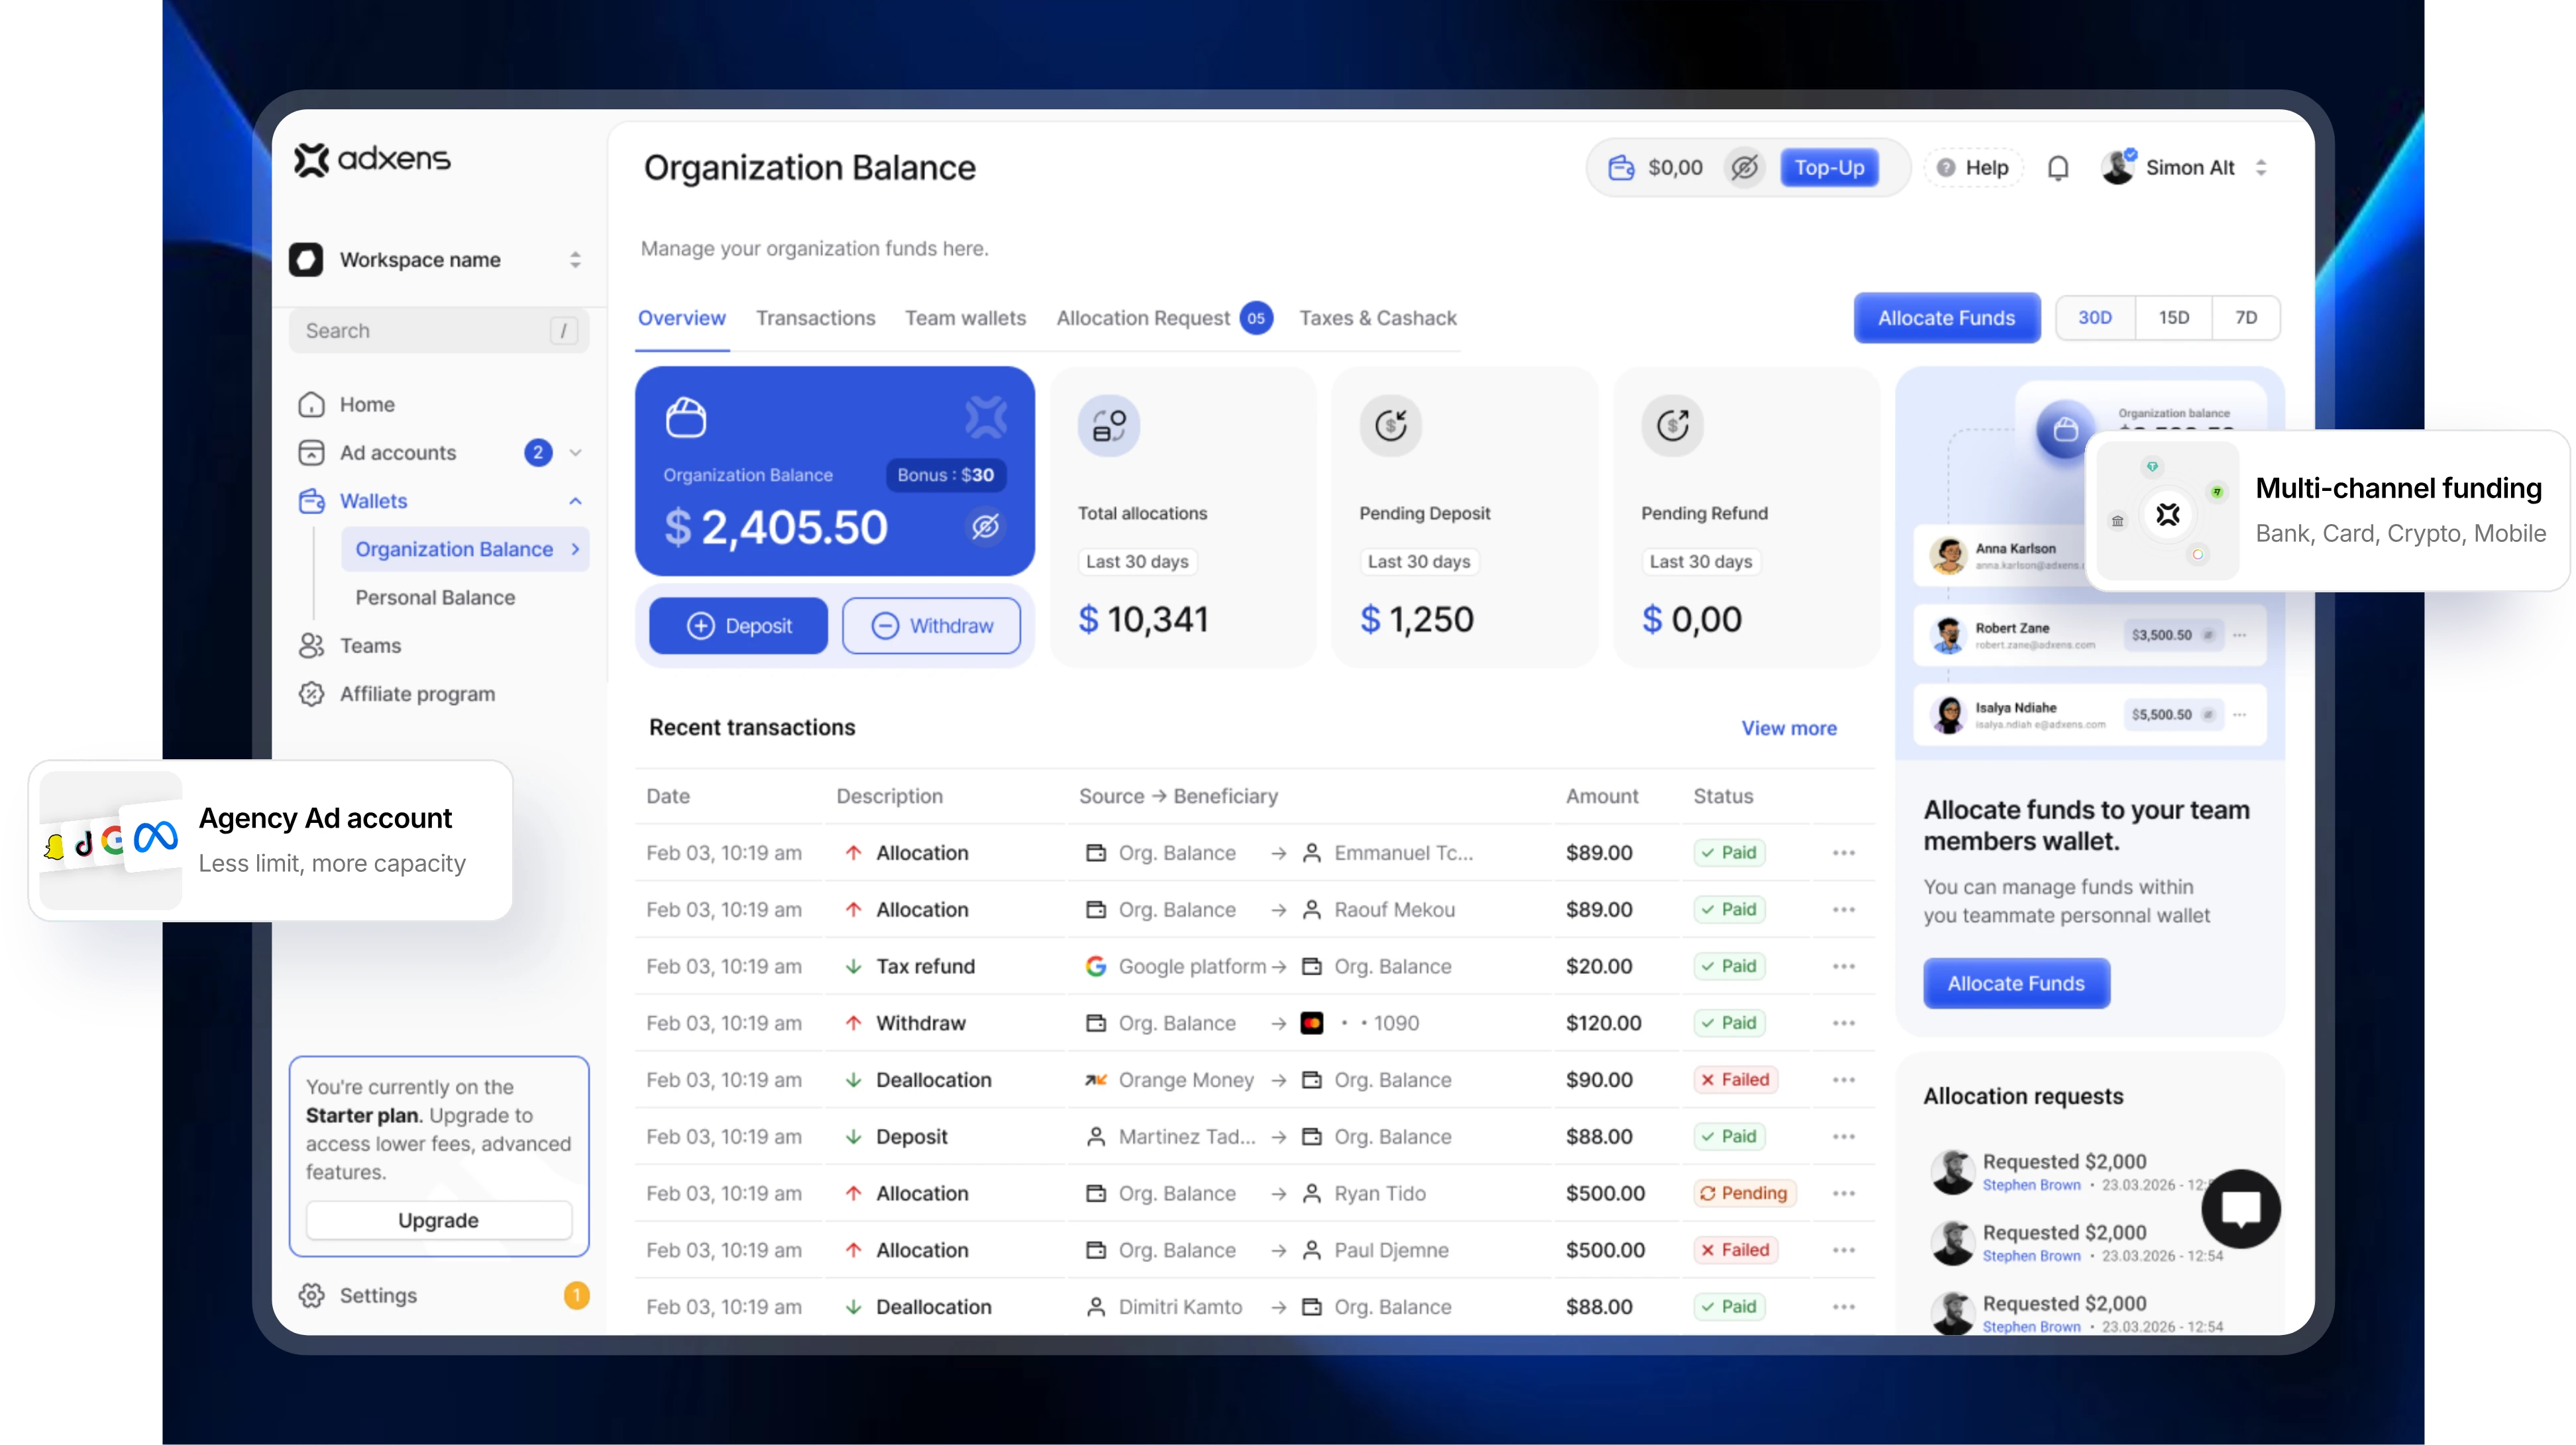 adxens
Workspace name
Search /
Home
Ad accounts 2
Wallets
Organization Balance
Personal Balance
Teams
Affiliate program
Agency Ad account
Less limit, more capacity
You're currently on the
Starter plan. Upgrade to
access lower fees, advanced
features.
Upgrade
Settings 1
Organization Balance
$0,00 Top-Up ? Help Simon Alt
Manage your organization funds here.
Overview Transactions Team wallets Allocation Request 05 Taxes & Cashack
Allocate Funds 30D 15D 7D
Organization Balance Bonus : $30
$ 2,405.50
Deposit Withdraw
Total allocations
Last 30 days
$ 10,341
Pending Deposit
Last 30 days
$ 1,250
Pending Refund
Last 30 days
$ 0,00
Recent transactions View more
Date Description Source → Beneficiary Amount Status
Feb 03, 10:19 am ↑ Allocation Org. Balance → Emmanuel Tc... $89.00 Paid ...
Feb 03, 10:19 am ↑ Allocation Org. Balance → Raouf Mekou $89.00 Paid ...
Feb 03, 10:19 am ↓ Tax refund Google platform → Org. Balance $20.00 Paid ...
Feb 03, 10:19 am ↑ Withdraw Org. Balance → • • 1090 $120.00 Paid ...
Feb 03, 10:19 am ↓ Deallocation Orange Money → Org. Balance $90.00 Failed ...
Feb 03, 10:19 am ↓ Deposit Martinez Tad... → Org. Balance $88.00 Paid ...
Feb 03, 10:19 am ↑ Allocation Org. Balance → Ryan Tido $500.00 Pending ...
Feb 03, 10:19 am ↑ Allocation Org. Balance → Paul Djemne $500.00 Failed ...
Feb 03, 10:19 am ↓ Deallocation Dimitri Kamto → Org. Balance $88.00 Paid ...
Organization balance
Multi-channel funding
Bank, Card, Crypto, Mobile
Anna Karlson
anna.karlson@adxens.
Robert Zane
robert.zane@adxens.com
$3,500.50 ...
Isalya Ndiahe
isalya.ndiah e@adxens.com
$5,500.50 ...
Allocate funds to your team
members wallet.
You can manage funds within
you teammate personnal wallet
Allocate Funds
Allocation requests
Requested $2,000
Stephen Brown • 23.03.2026 - 12:
Requested $2,000
Stephen Brown • 23.03.2026 - 12:54
Requested $2,000
Stephen Brown • 23.03.2026 - 12:54